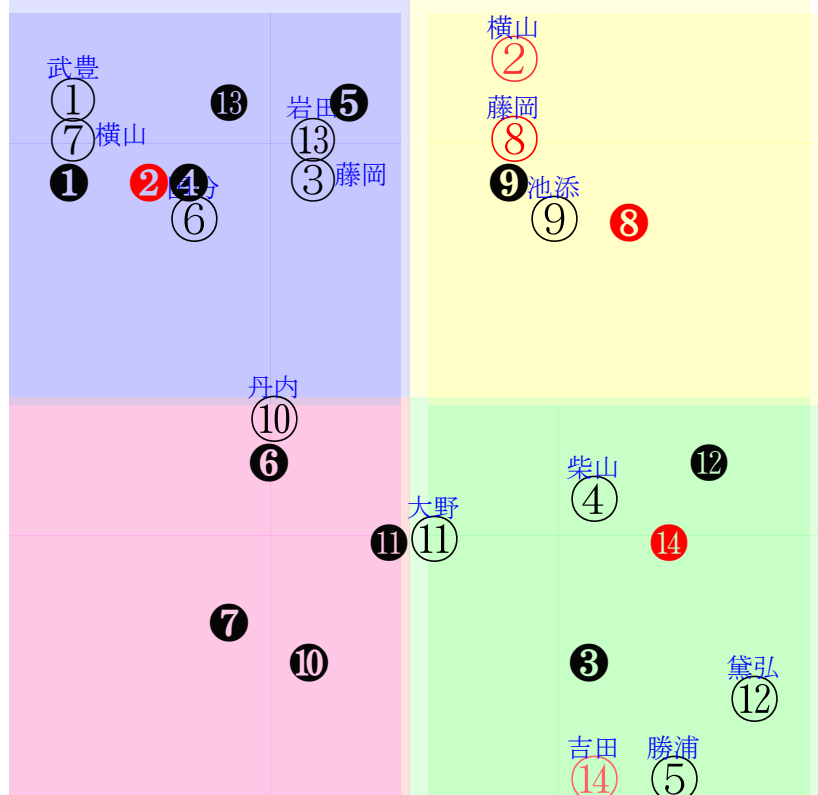 横山
②
武豊
①
⓭
岩田
❺
藤岡
⑧
⑦
横山
⑬
❶
❷
❹
③
藤岡
❾
池添
⑥
⑨
❽
丹内
⑩
❻
柴山
⓬
④
大野
⓫
⑪
⓮
❼
❿
❸
黛弘
⑫
吉田
勝浦
⑭
⑤